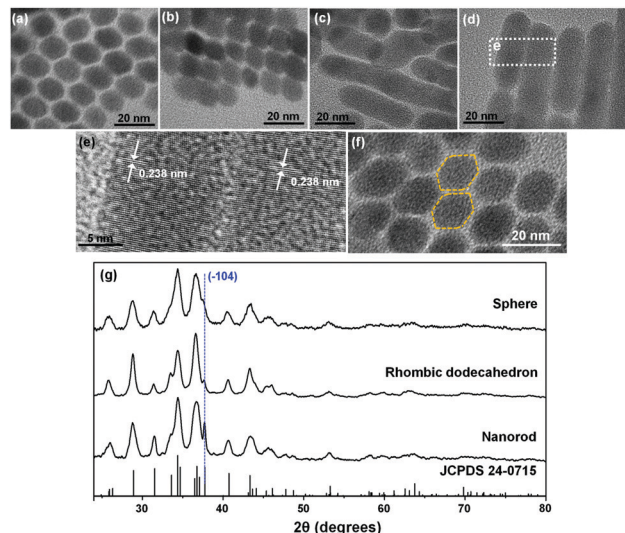 (a)
20 nm
(b)
20 nm
(c)
20 nm
(d)
e
20 nm
(e)
0.238 nm
0.238 nm
5 nm
(f)
20 nm
(g)
(-104)
Sphere
Rhombic dodecahedron
Nanorod
JCPDS 24-0715
30 40 50 60 70 80
2θ (degrees)